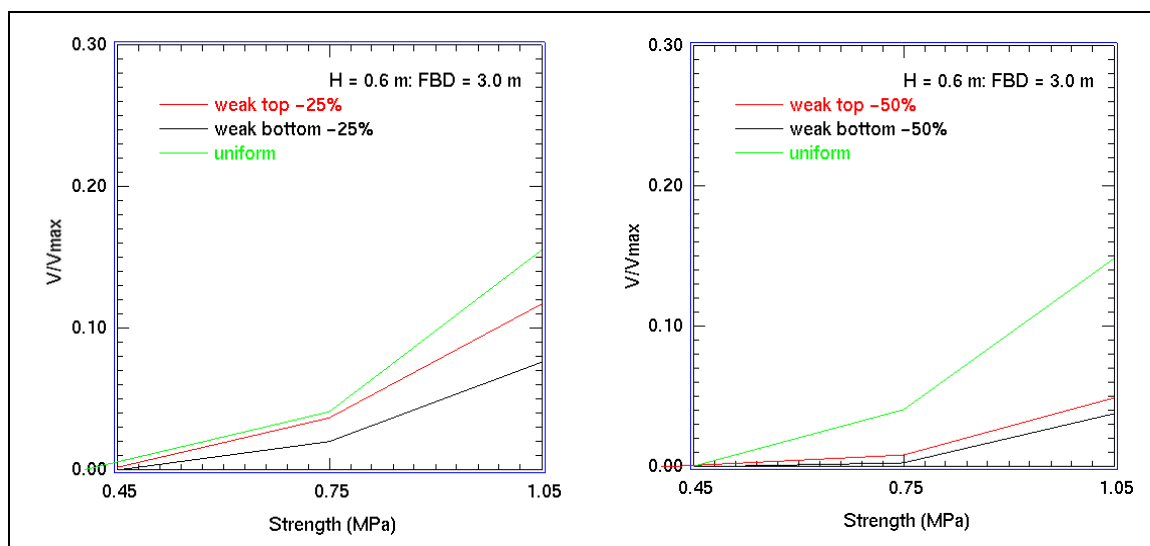 0.30
H = 0.6 m: FBD = 3.0 m
weak top −25%
weak bottom −25%
uniform
0.20
V/Vmax
0.10
0.00
0.45
0.75
1.05
Strength (MPa)
0.30
H = 0.6 m: FBD = 3.0 m
weak top −50%
weak bottom −50%
uniform
0.20
V/Vmax
0.10
0.00
0.45
0.75
1.05
Strength (MPa)